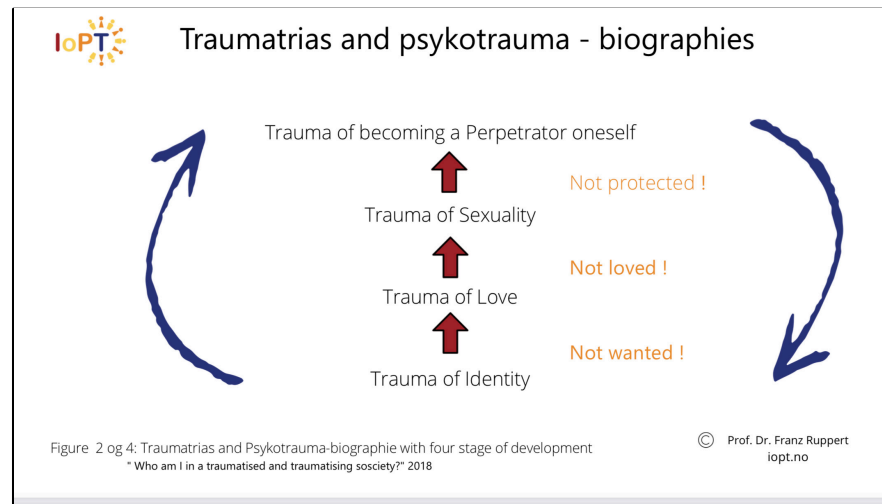 IoPT
Traumatrias and psykotrauma - biographies
Trauma of becoming a Perpetrator oneself
Not protected !
Trauma of Sexuality
Not loved !
Trauma of Love
Not wanted !
Trauma of Identity
Figure 2 og 4: Traumatrias and Psykotrauma-biographie with four stage of development
" Who am I in a traumatised and traumatising sosciety?" 2018
© Prof. Dr. Franz Ruppert
iopt.no